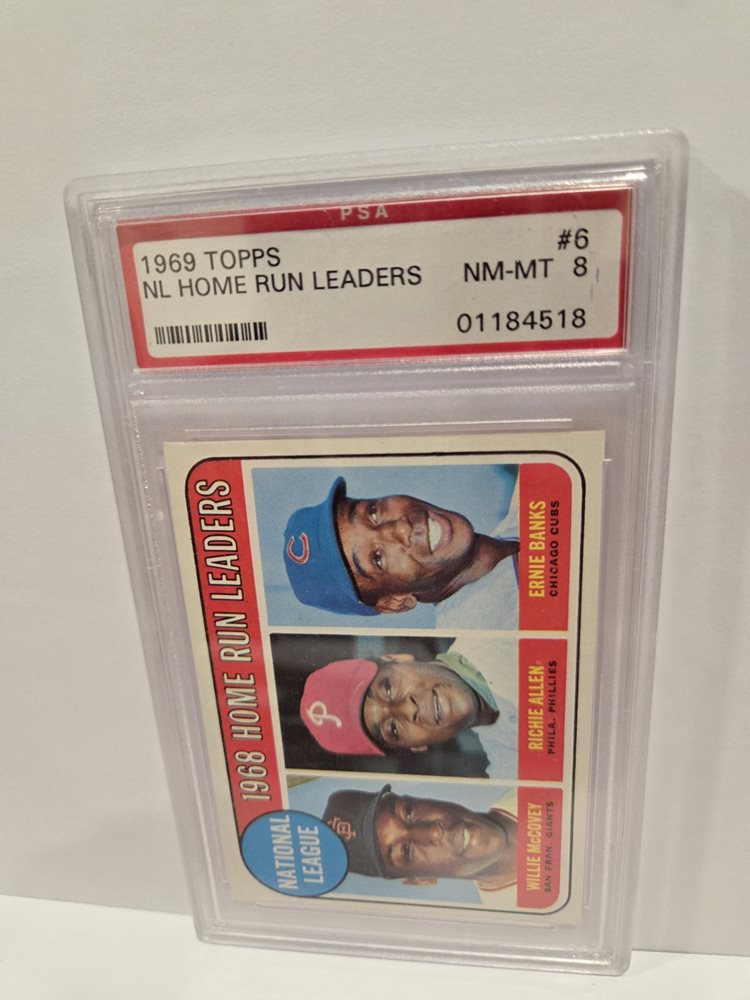 PSA
1969 TOPPS #6
NL HOME RUN LEADERS NM-MT 8
01184518
1968 HOME RUN LEADERS
NATIONAL
LEAGUE
C
P
SF
WILLIE McCOVEY
SAN FRAN. GIANTS
RICHIE ALLEN
PHILA. PHILLIES
ERNIE BANKS
CHICAGO CUBS